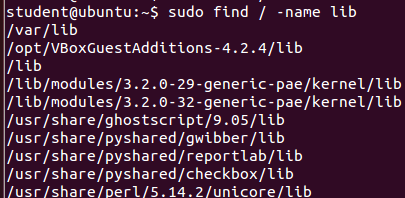 student@ubuntu:~$ sudo find / -name lib
/var/lib
/opt/VBoxGuestAdditions-4.2.4/lib
/lib
/lib/modules/3.2.0-29-generic-pae/kernel/lib
/lib/modules/3.2.0-32-generic-pae/kernel/lib
/usr/share/ghostscript/9.05/lib
/usr/share/pyshared/gwibber/lib
/usr/share/pyshared/reportlab/lib
/usr/share/pyshared/checkbox/lib
/usr/share/perl/5.14.2/unicore/lib